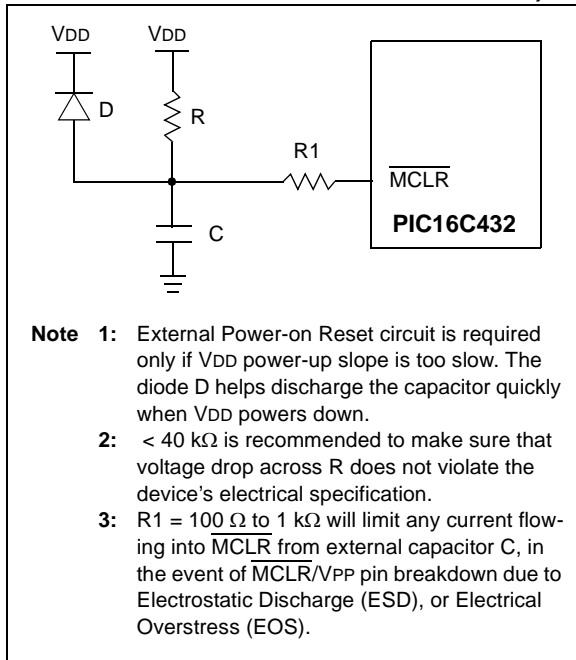 VDD VDD
D
R
R1
MCLR
PIC16C432
C
Note 1: External Power-on Reset circuit is required
only if VDD power-up slope is too slow. The
diode D helps discharge the capacitor quickly
when VDD powers down.
2: < 40 kΩ is recommended to make sure that
voltage drop across R does not violate the
device's electrical specification.
3: R1 = 100 Ω to 1 kΩ will limit any current flow-
ing into MCLR from external capacitor C, in
the event of MCLR/VPP pin breakdown due to
Electrostatic Discharge (ESD), or Electrical
Overstress (EOS).